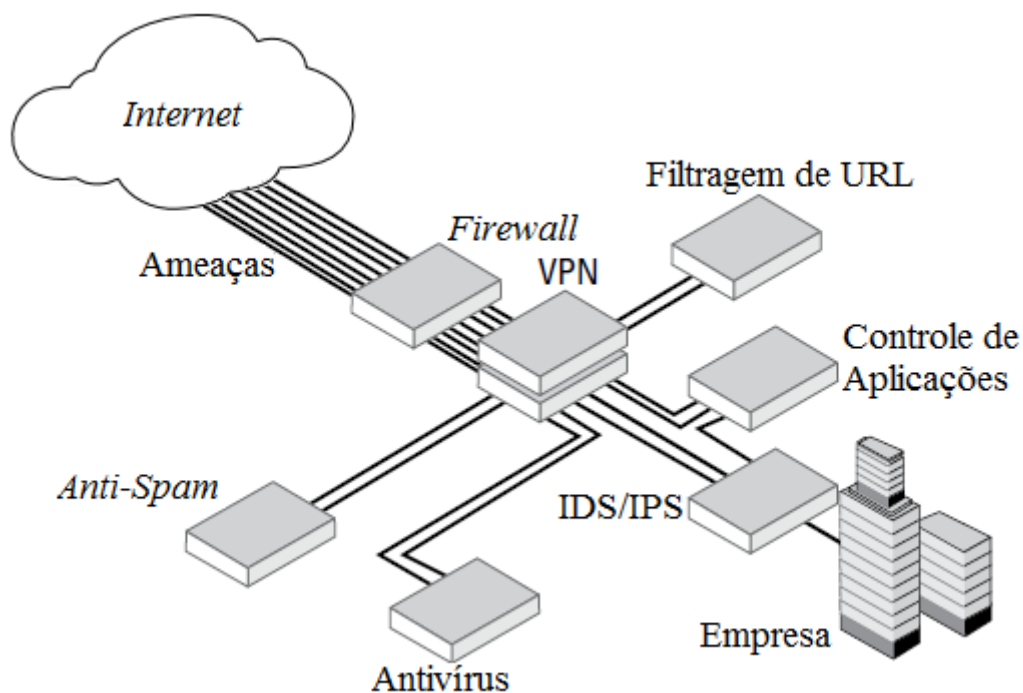 Internet
Filtragem de URL
Firewall
VPN
Ameaças
Controle de
Aplicações
Anti-Spam
IDS/IPS
Empresa
Antivírus